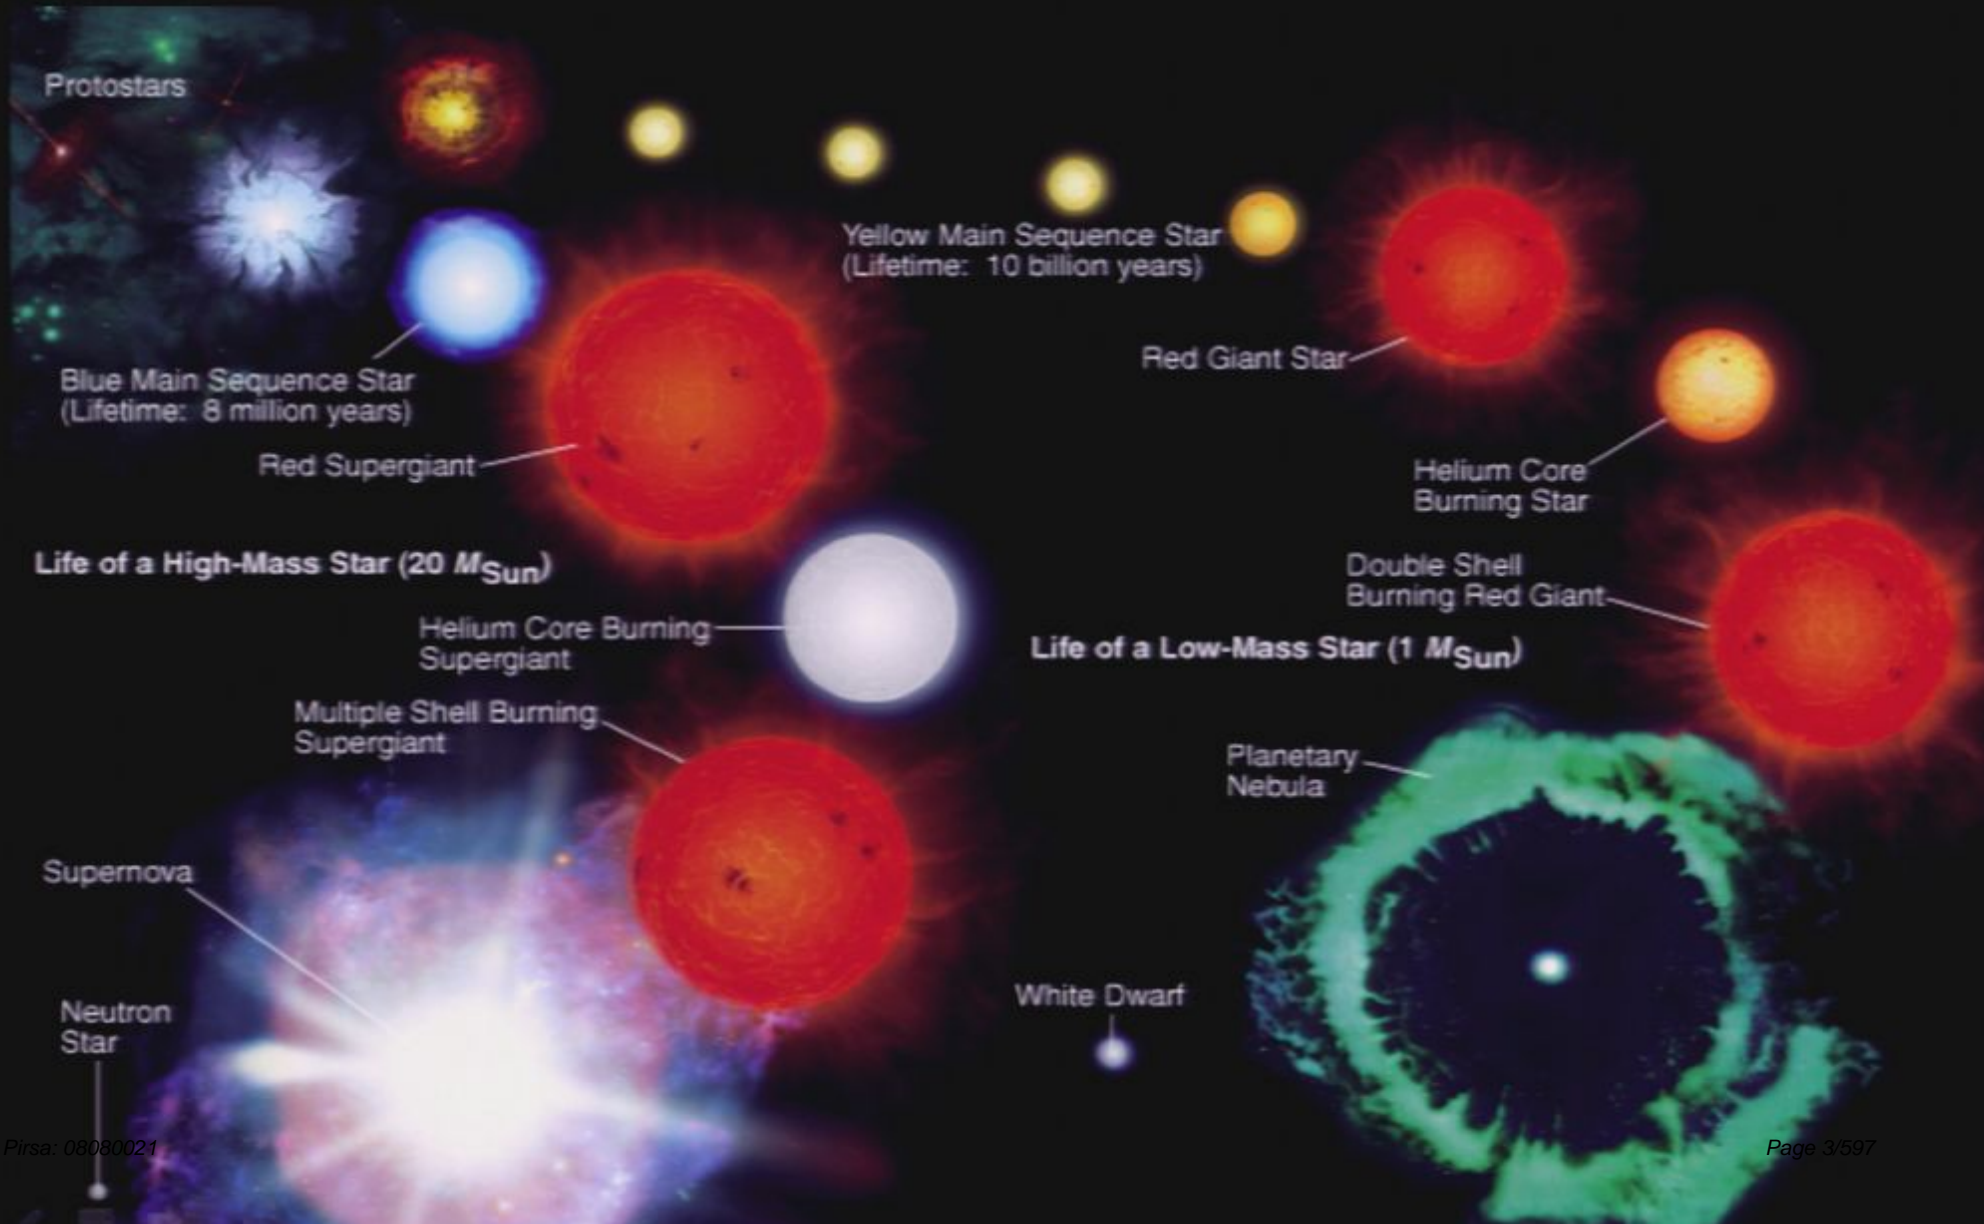 Protostars
Yellow Main Sequence Star
(Lifetime: 10 billion years)
Red Giant Star
Blue Main Sequence Star
(Lifetime: 8 million years)
Red Supergiant
Helium Core
Burning Star
Life of a High-Mass Star (20 MSun)
Double Shell
Burning Red Giant
Helium Core Burning
Supergiant
Life of a Low-Mass Star (1 MSun)
Multiple Shell Burning
Supergiant
Planetary
Nebula
Supernova
White Dwarf
Neutron
Star
Pirsa: 08080021
Page 3/597